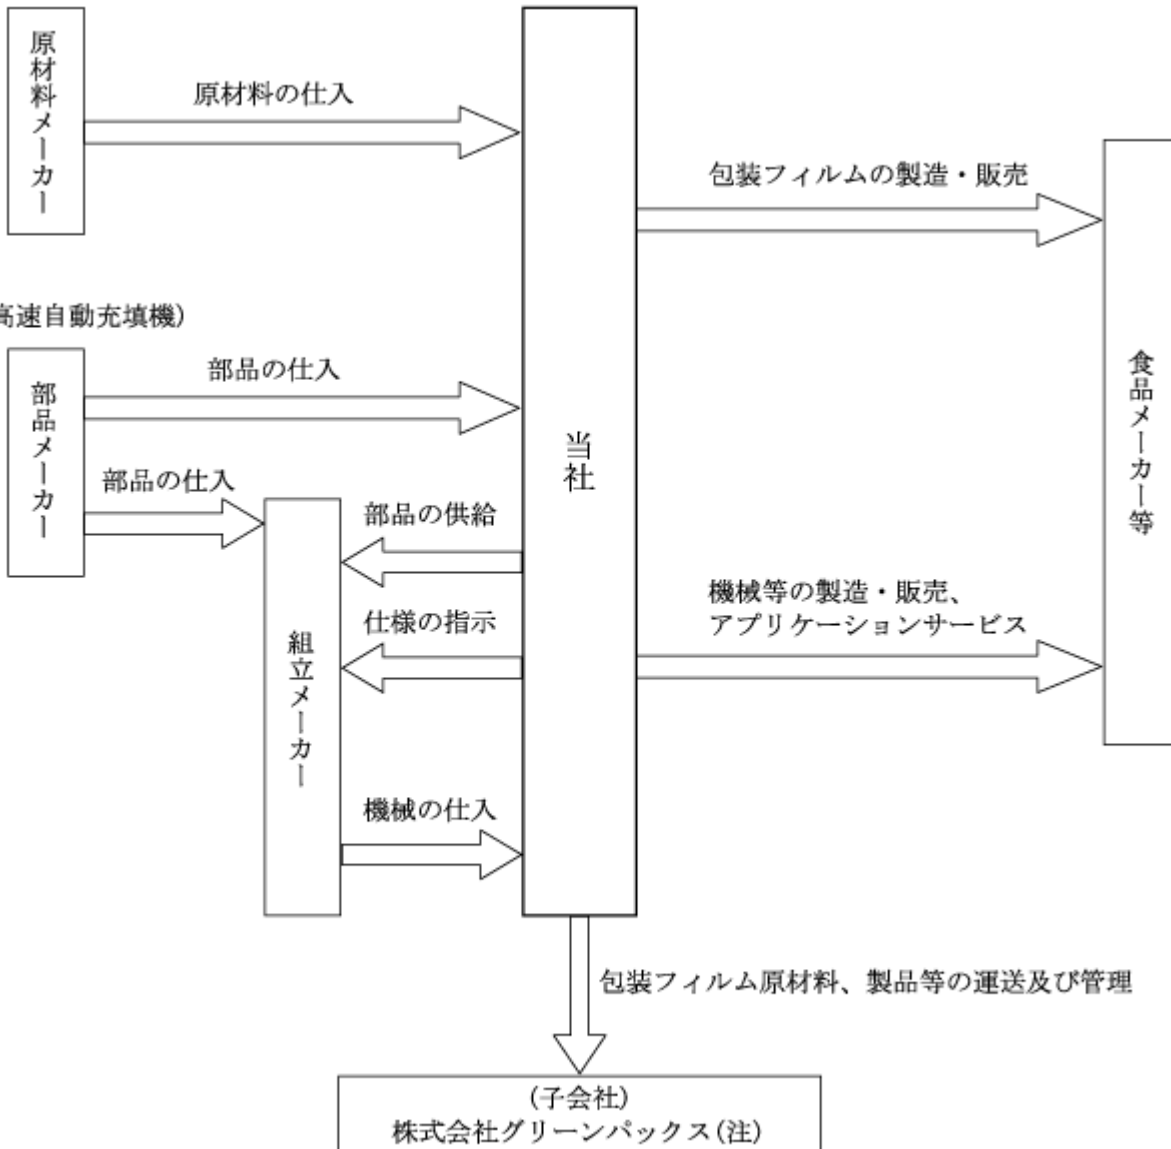 原材料メーカー
原材料の仕入
包装フィルムの製造・販売
高速自動充填機)
部品メーカー
部品の仕入
部品の仕入
当社
食品メーカー等
組立メーカー
部品の供給
仕様の指示
機械等の製造・販売、
アプリケーションサービス
機械の仕入
包装フィルム原材料、製品等の運送及び管理
(子会社)
株式会社グリーンパックス(注)